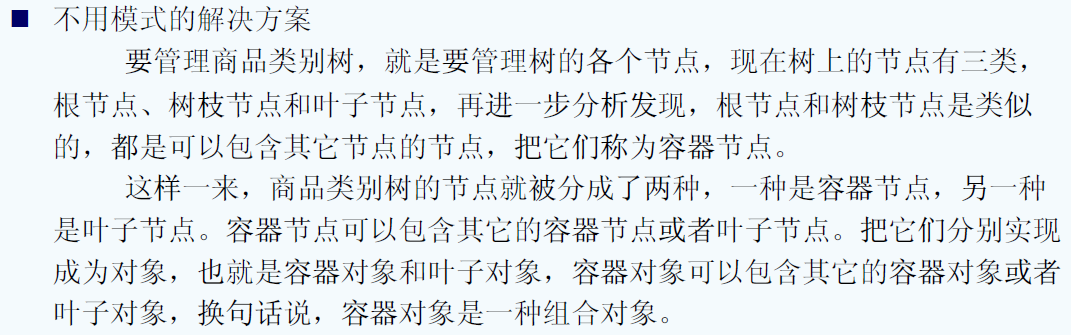 ■ 不用模式的解决方案
要管理商品类别树，就是要管理树的各个节点，现在树上的节点有三类，
根节点、树枝节点和叶子节点，再进一步分析发现，根节点和树枝节点是类似
的，都是可以包含其它节点的节点，把它们称为容器节点。
这样一来，商品类别树的节点就被分成了两种，一种是容器节点，另一种
是叶子节点。容器节点可以包含其它的容器节点或者叶子节点。把它们分别实现
成为对象，也就是容器对象和叶子对象，容器对象可以包含其它的容器对象或者
叶子对象，换句话说，容器对象是一种组合对象。